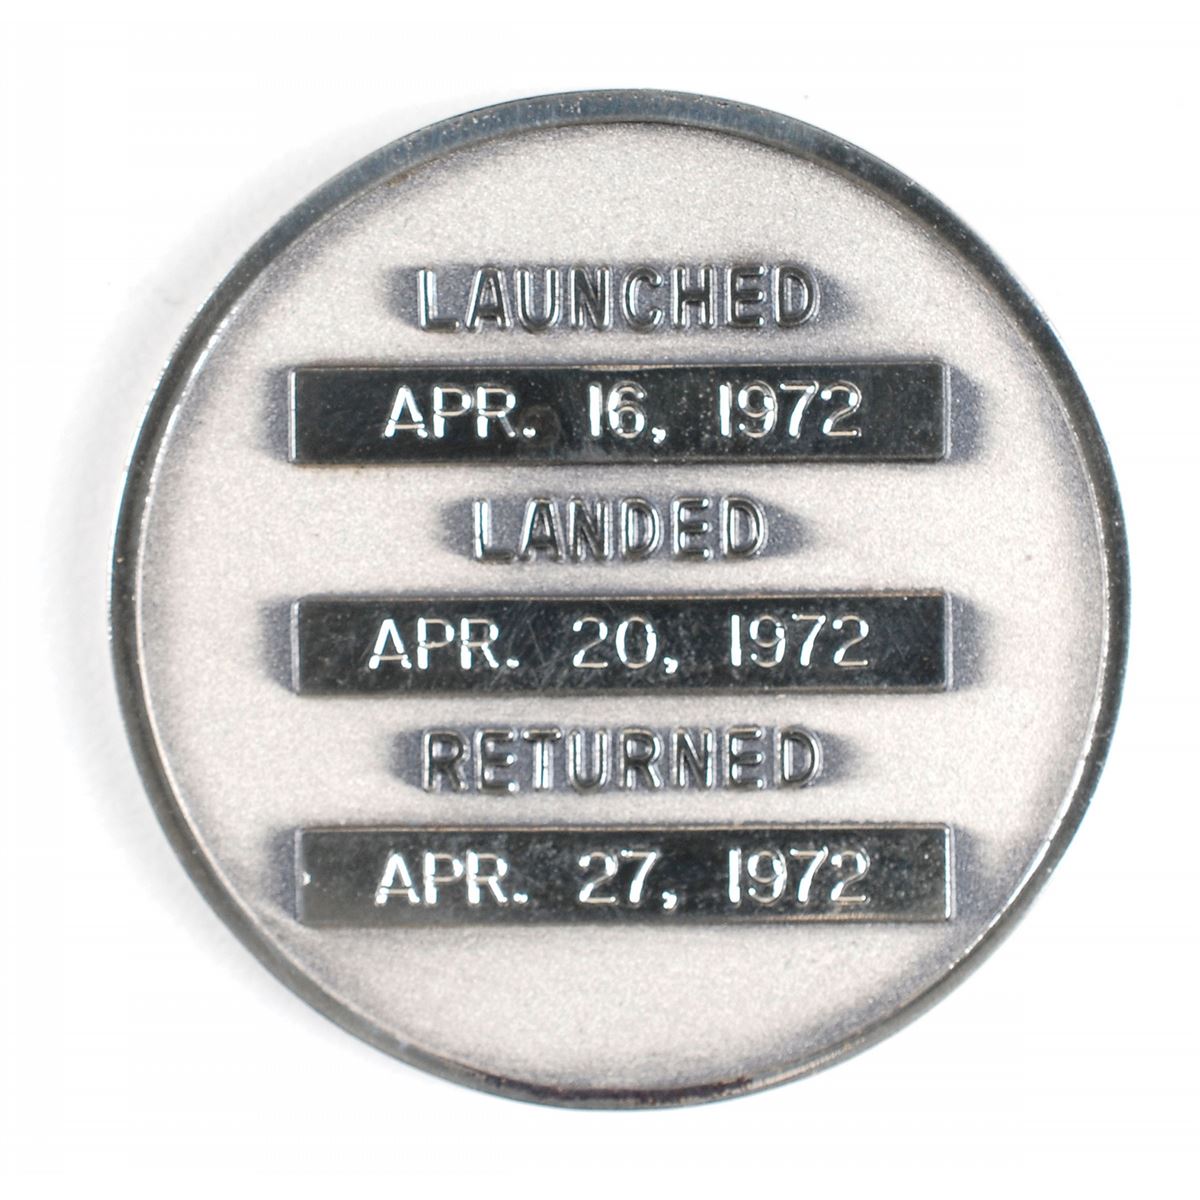 LAUNCHED
APR. 16, 1972
LANDED
APR. 20, 1972
RETURNED
APR. 27, 1972